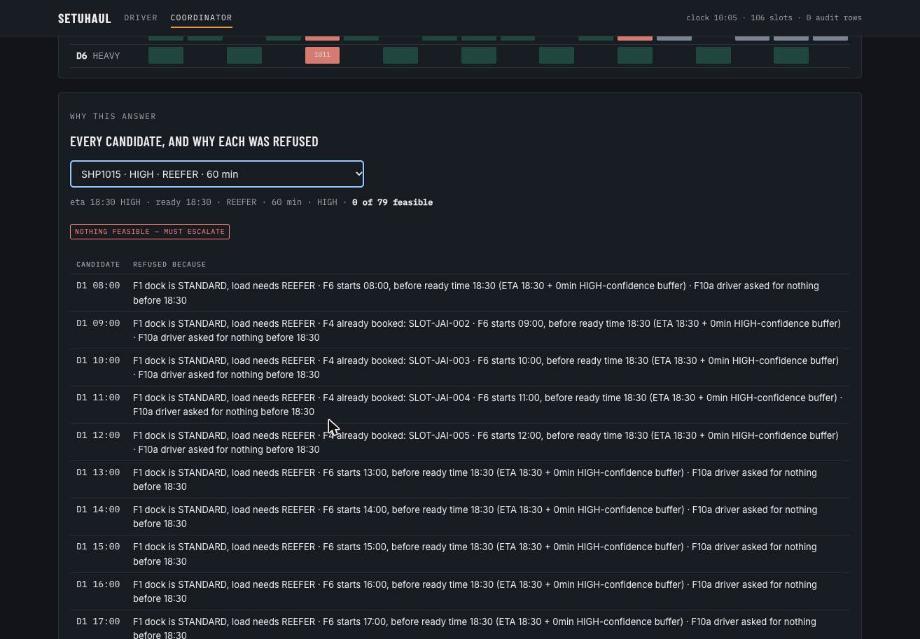 SETUHAUL DRIVER COORDINATOR clock 10:05 · 106 slots · 0 audit rows
D6 HEAVY 1011
WHY THIS ANSWER
EVERY CANDIDATE, AND WHY EACH WAS REFUSED
SHP1015 · HIGH · REEFER · 60 min
eta 18:30 HIGH · ready 18:30 · REEFER · 60 min · HIGH · 0 of 79 feasible
NOTHING FEASIBLE — MUST ESCALATE
CANDIDATE REFUSED BECAUSE
D1 08:00 F1 dock is STANDARD, load needs REEFER · F6 starts 08:00, before ready time 18:30 (ETA 18:30 + 0min HIGH-confidence buffer) · F10a driver asked for nothing
before 18:30
D1 09:00 F1 dock is STANDARD, load needs REEFER · F4 already booked: SLOT-JAI-002 · F6 starts 09:00, before ready time 18:30 (ETA 18:30 + 0min HIGH-confidence buffer)
· F10a driver asked for nothing before 18:30
D1 10:00 F1 dock is STANDARD, load needs REEFER · F4 already booked: SLOT-JAI-003 · F6 starts 10:00, before ready time 18:30 (ETA 18:30 + 0min HIGH-confidence buffer)
· F10a driver asked for nothing before 18:30
D1 11:00 F1 dock is STANDARD, load needs REEFER · F4 already booked: SLOT-JAI-004 · F6 starts 11:00, before ready time 18:30 (ETA 18:30 + 0min HIGH-confidence buffer) ·
F10a driver asked for nothing before 18:30
D1 12:00 F1 dock is STANDARD, load needs REEFER · F4 already booked: SLOT-JAI-005 · F6 starts 12:00, before ready time 18:30 (ETA 18:30 + 0min HIGH-confidence buffer)
· F10a driver asked for nothing before 18:30
D1 13:00 F1 dock is STANDARD, load needs REEFER · F6 starts 13:00, before ready time 18:30 (ETA 18:30 + 0min HIGH-confidence buffer) · F10a driver asked for nothing
before 18:30
D1 14:00 F1 dock is STANDARD, load needs REEFER · F6 starts 14:00, before ready time 18:30 (ETA 18:30 + 0min HIGH-confidence buffer) · F10a driver asked for nothing
before 18:30
D1 15:00 F1 dock is STANDARD, load needs REEFER · F6 starts 15:00, before ready time 18:30 (ETA 18:30 + 0min HIGH-confidence buffer) · F10a driver asked for nothing
before 18:30
D1 16:00 F1 dock is STANDARD, load needs REEFER · F6 starts 16:00, before ready time 18:30 (ETA 18:30 + 0min HIGH-confidence buffer) · F10a driver asked for nothing
before 18:30
D1 17:00 F1 dock is STANDARD, load needs REEFER · F6 starts 17:00, before ready time 18:30 (ETA 18:30 + 0min HIGH-confidence buffer) · F10a driver asked for nothing
before 18:30